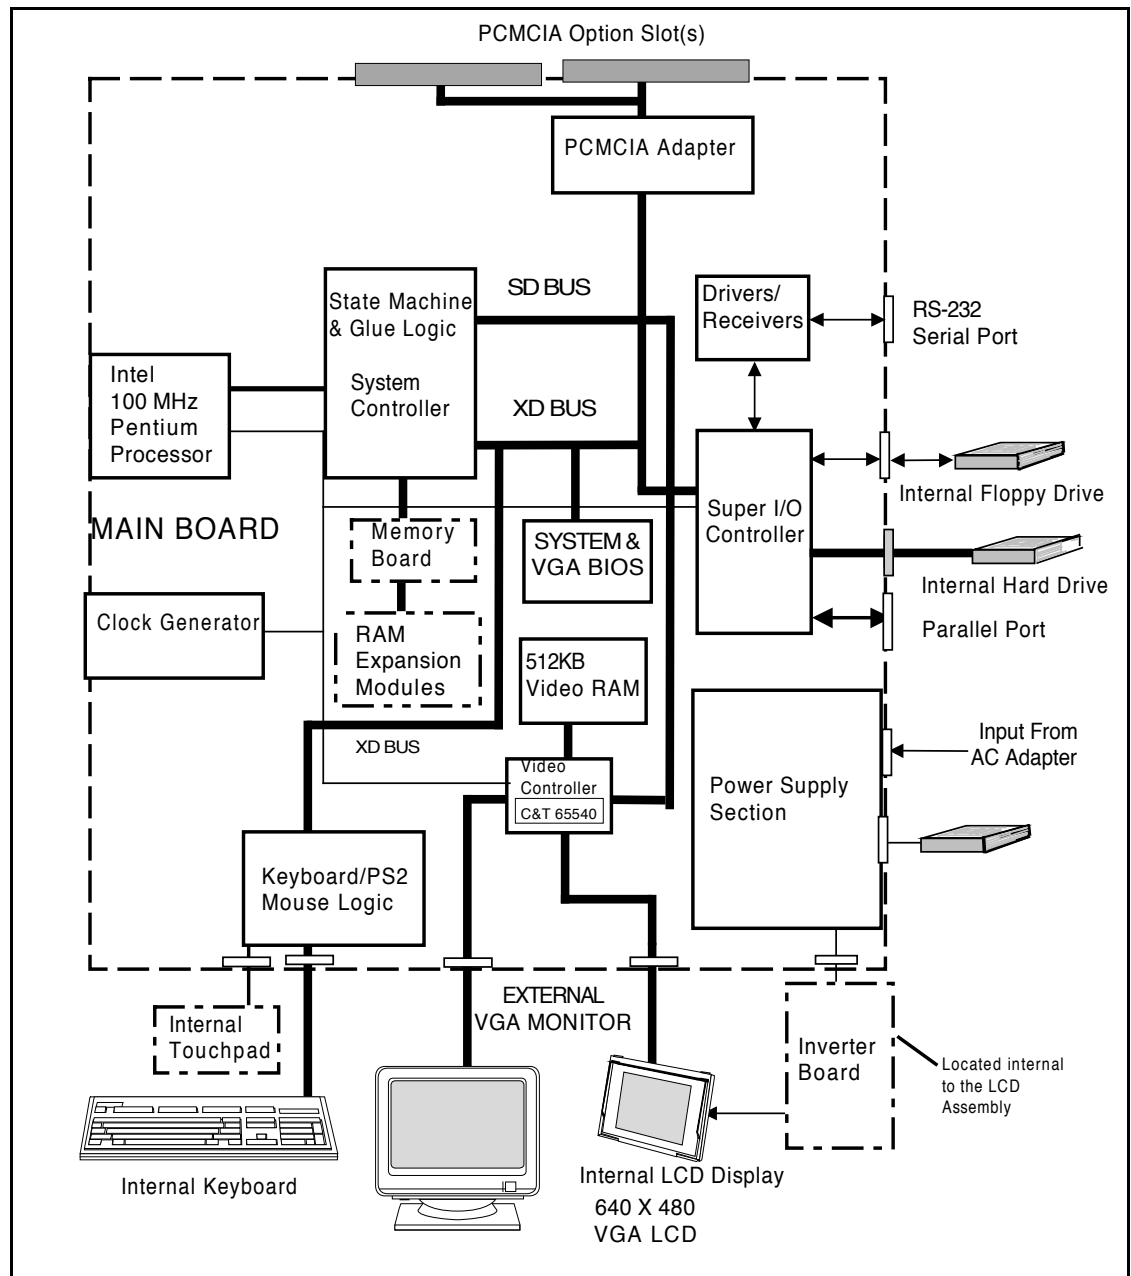 PCMCIA Option Slot(s)
PCMCIA Adapter
State Machine
& Glue Logic
System
Controller
SD BUS
XD BUS
Drivers/
Receivers
RS-232
Serial Port
Intel
100 MHz
Pentium
Processor
MAIN BOARD
Memory
Board
SYSTEM &
VGA BIOS
Super I/O
Controller
Internal Floppy Drive
Internal Hard Drive
Parallel Port
Clock Generator
RAM
Expansion
Modules
512KB
Video RAM
XD BUS
Video
Controller
C&T 65540
Power Supply
Section
Input From
AC Adapter
Keyboard/PS2
Mouse Logic
Internal
Touchpad
EXTERNAL
VGA MONITOR
Inverter
Board
Located internal
to the LCD
Assembly
Internal Keyboard
Internal LCD Display
640 X 480
VGA LCD